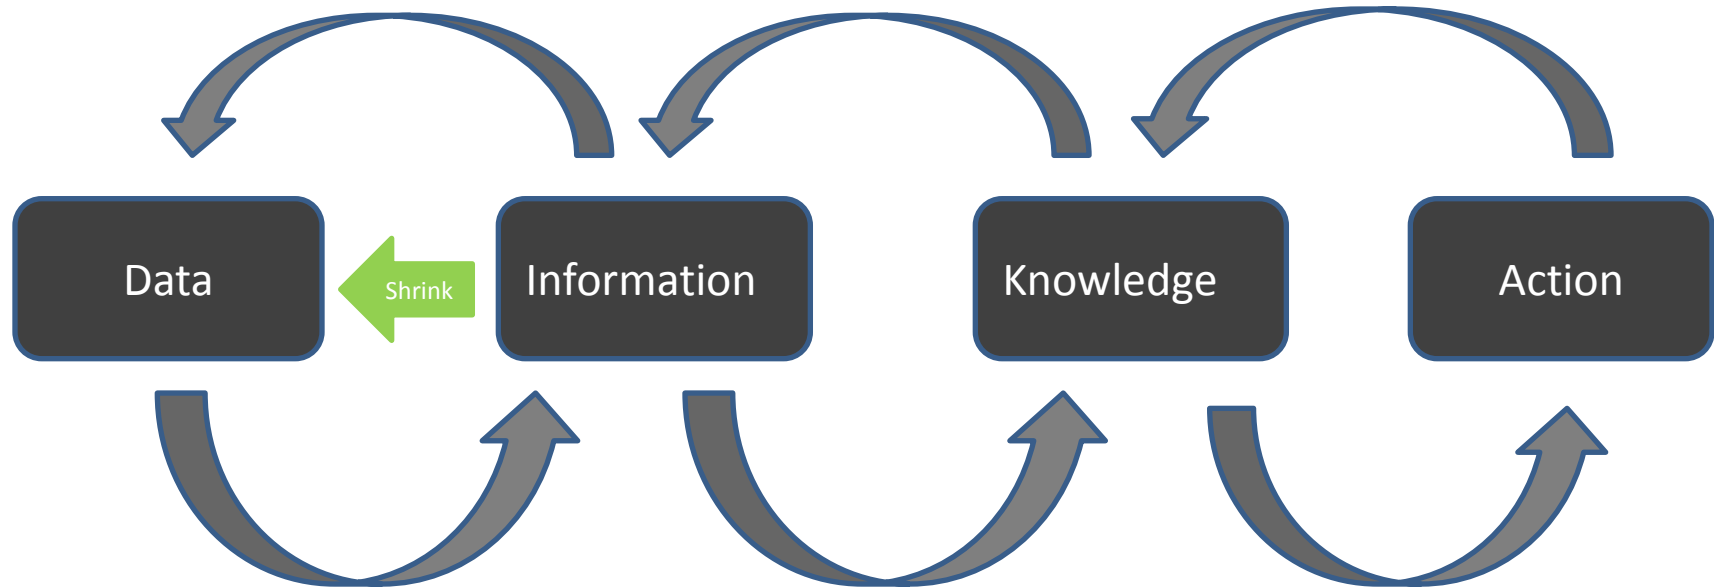 Data
Shrink
Information
Knowledge
Action